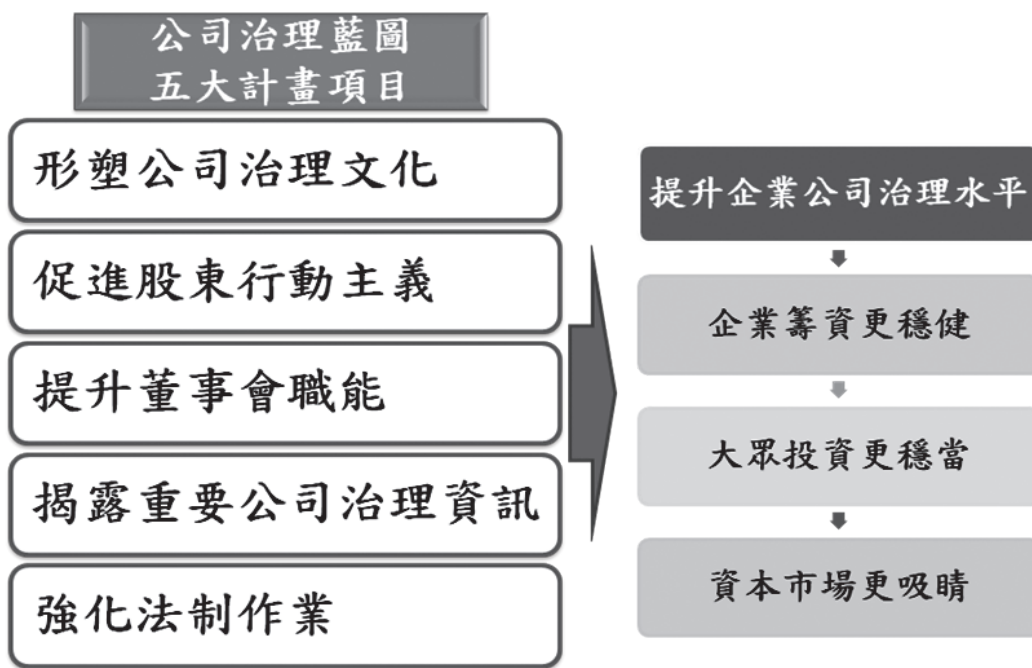 公司治理藍圖
五大計畫項目
形塑公司治理文化
促進股東行動主義
提升董事會職能
揭露重要公司治理資訊
強化法制作業
提升企業公司治理水平
企業籌資更穩健
大眾投資更穩當
資本市場更吸睛